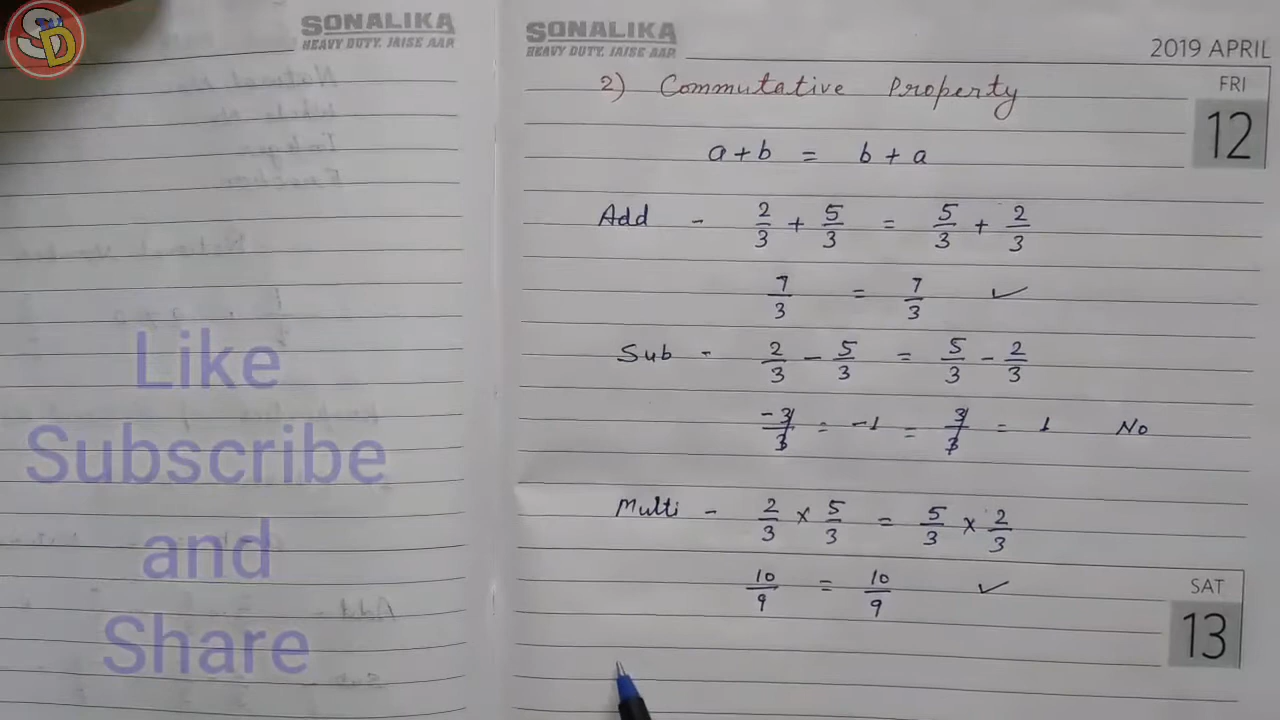 SD
SONALIKA
HEAVY DUTY. JAISE AAP.
Like
Subscribe
and
Share
SONALIKA
HEAVY DUTY. JAISE AAP.
2019 APRIL
FRI
12
2) Commutative Property
a + b = b + a
Add - 2/3 + 5/3 = 5/3 + 2/3
7/3 = 7/3 ✓
Sub - 2/3 - 5/3 = 5/3 - 2/3
-3/3 = -1 = 3/3 = 1 No
Multi - 2/3 × 5/3 = 5/3 × 2/3
10/9 = 10/9 ✓
SAT
13